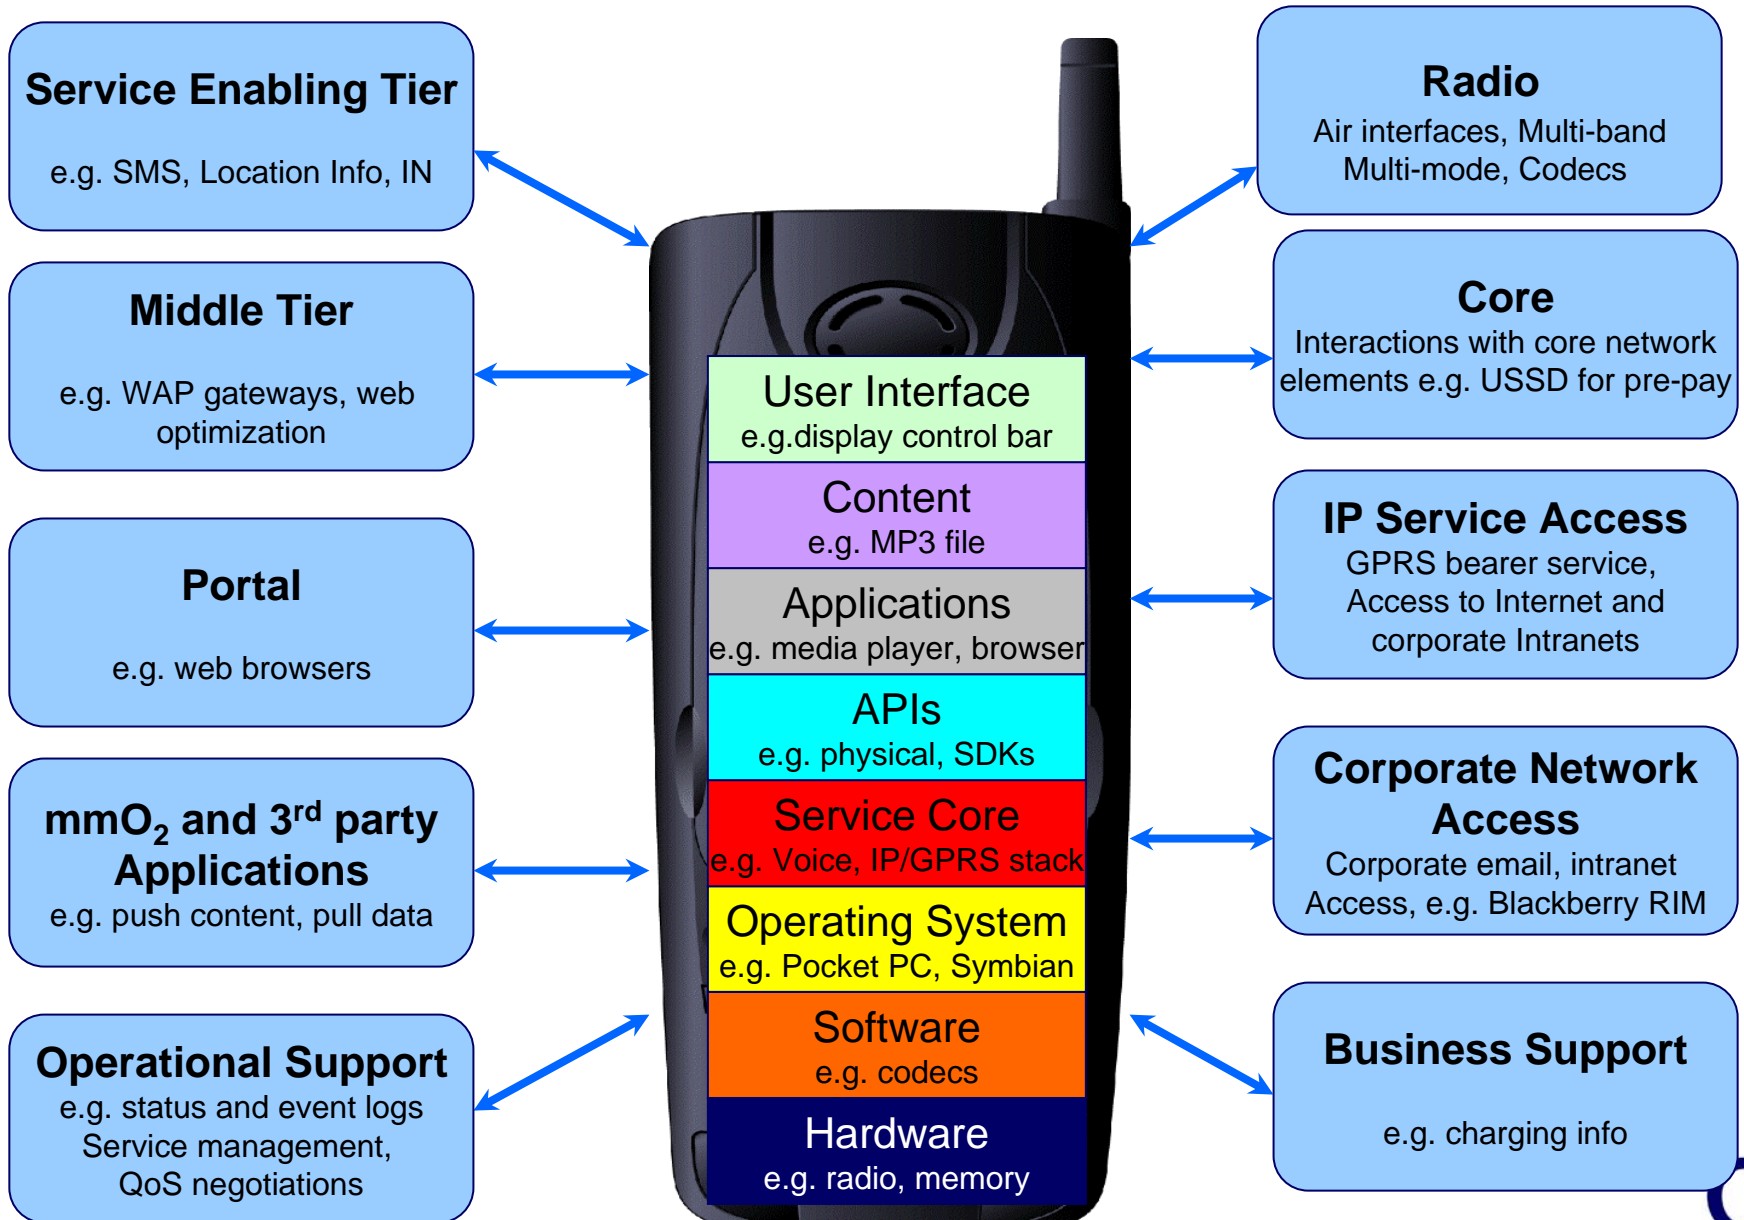 Service Enabling Tier
e.g. SMS, Location Info, IN
Middle Tier
e.g. WAP gateways, web
optimization
Portal
e.g. web browsers
mmO₂ and 3rd party
Applications
e.g. push content, pull data
Operational Support
e.g. status and event logs
Service management,
QoS negotiations
User Interface
e.g.display control bar
Content
e.g. MP3 file
Applications
e.g. media player, browser
APIs
e.g. physical, SDKs
Service Core
e.g. Voice, IP/GPRS stack
Operating System
e.g. Pocket PC, Symbian
Software
e.g. codecs
Hardware
e.g. radio, memory
Radio
Air interfaces, Multi-band
Multi-mode, Codecs
Core
Interactions with core network
elements e.g. USSD for pre-pay
IP Service Access
GPRS bearer service,
Access to Internet and
corporate Intranets
Corporate Network
Access
Corporate email, intranet
Access, e.g. Blackberry RIM
Business Support
e.g. charging info